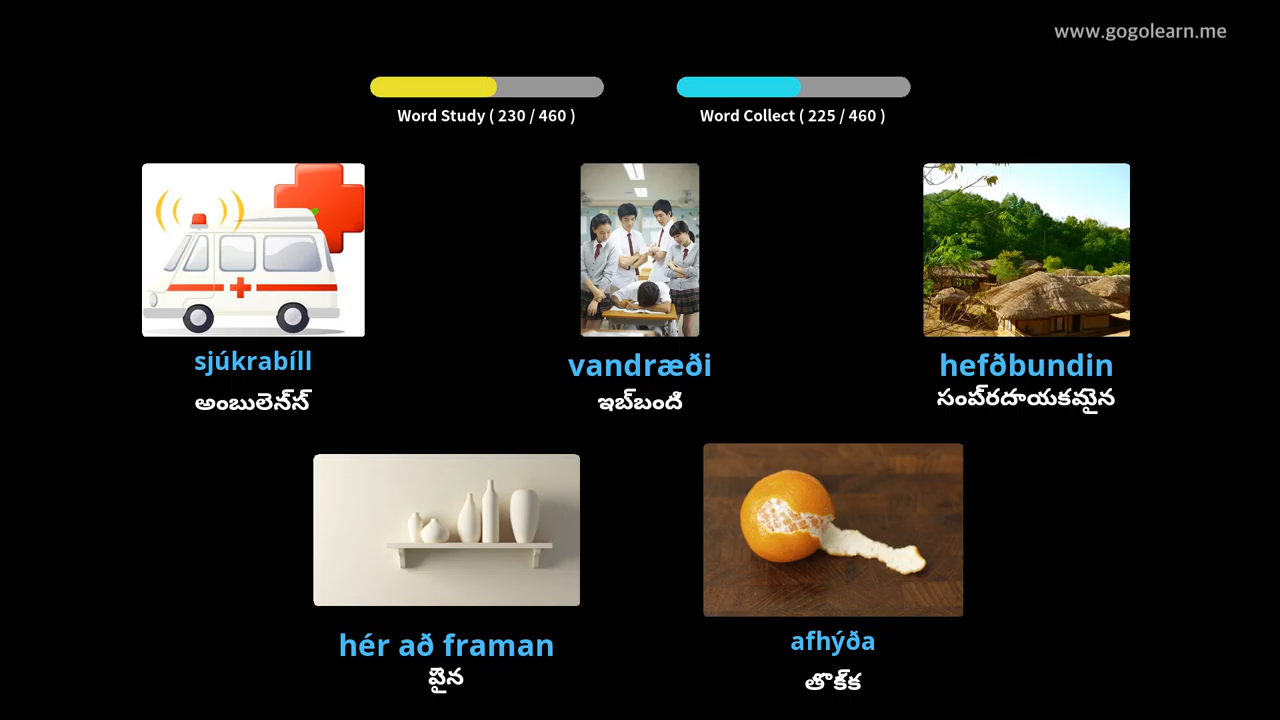 www.gogolearn.me
Word Study ( 230 / 460 )
Word Collect ( 225 / 460 )
sjúkrabíll
అంబులెన్స్
vandræði
ఇబ్బంది
hefðbundin
సంప్రదాయకమైన
hér að framan
పైన
afhýða
తొక్క